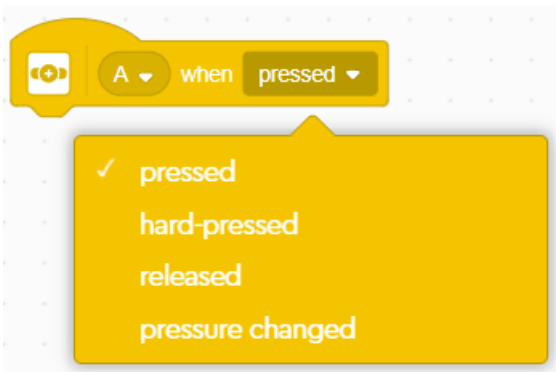 A when pressed
pressed
hard-pressed
released
pressure changed